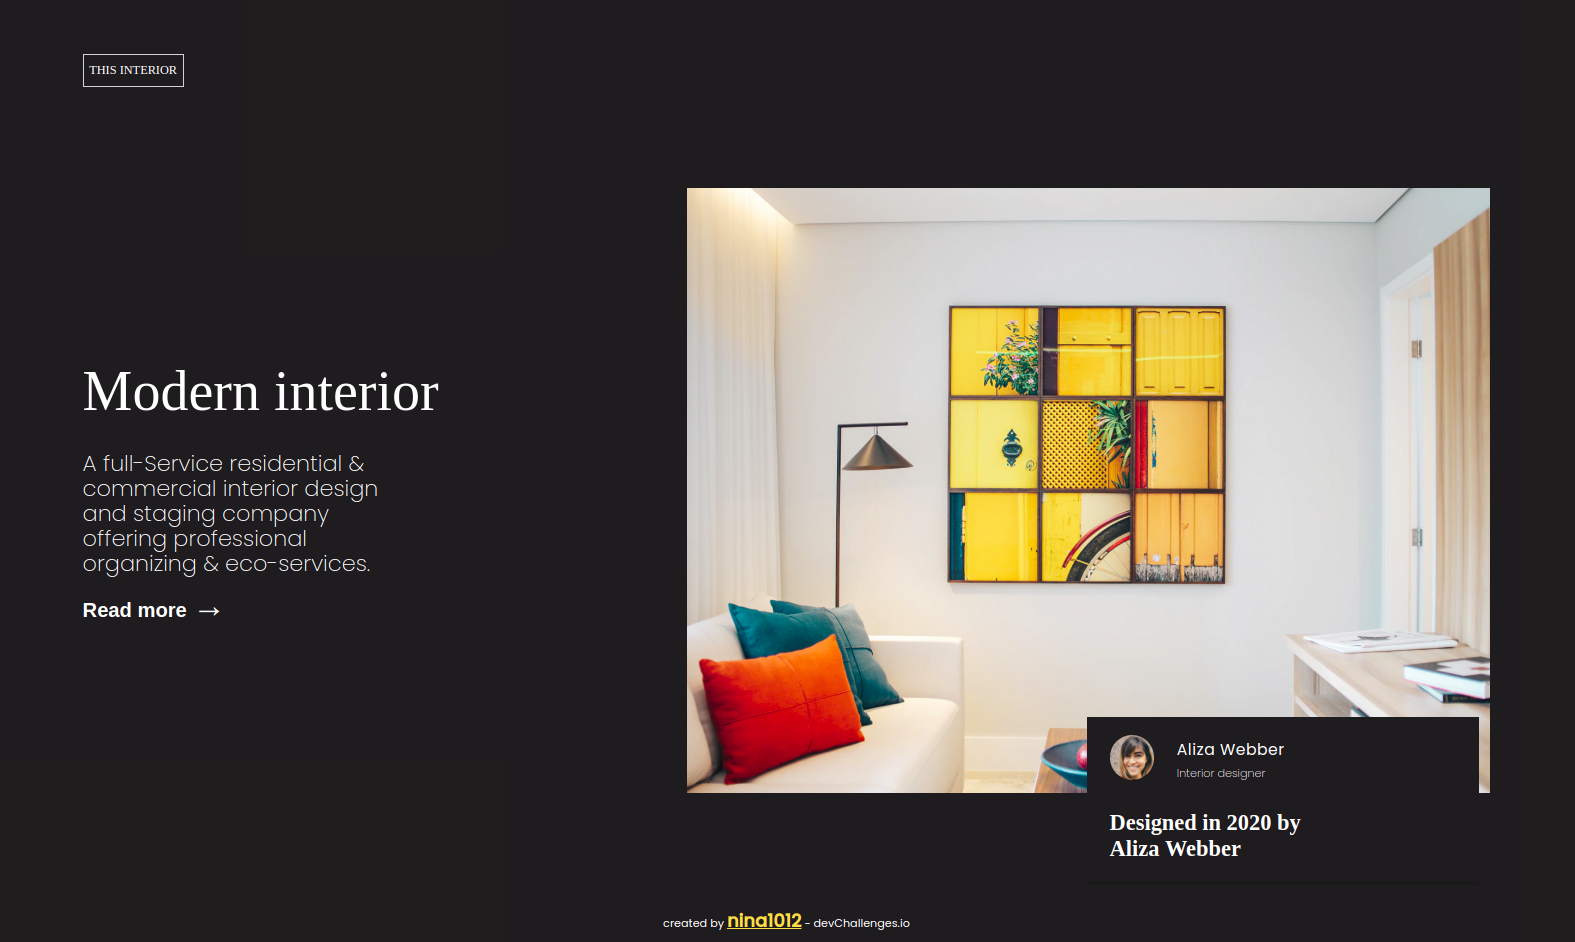 THIS INTERIOR
Modern interior
A full-Service residential &
commercial interior design
and staging company
offering professional
organizing & eco-services.
Read more →
Aliza Webber
Interior designer
Designed in 2020 by
Aliza Webber
created by nina1012 - devChallenges.io